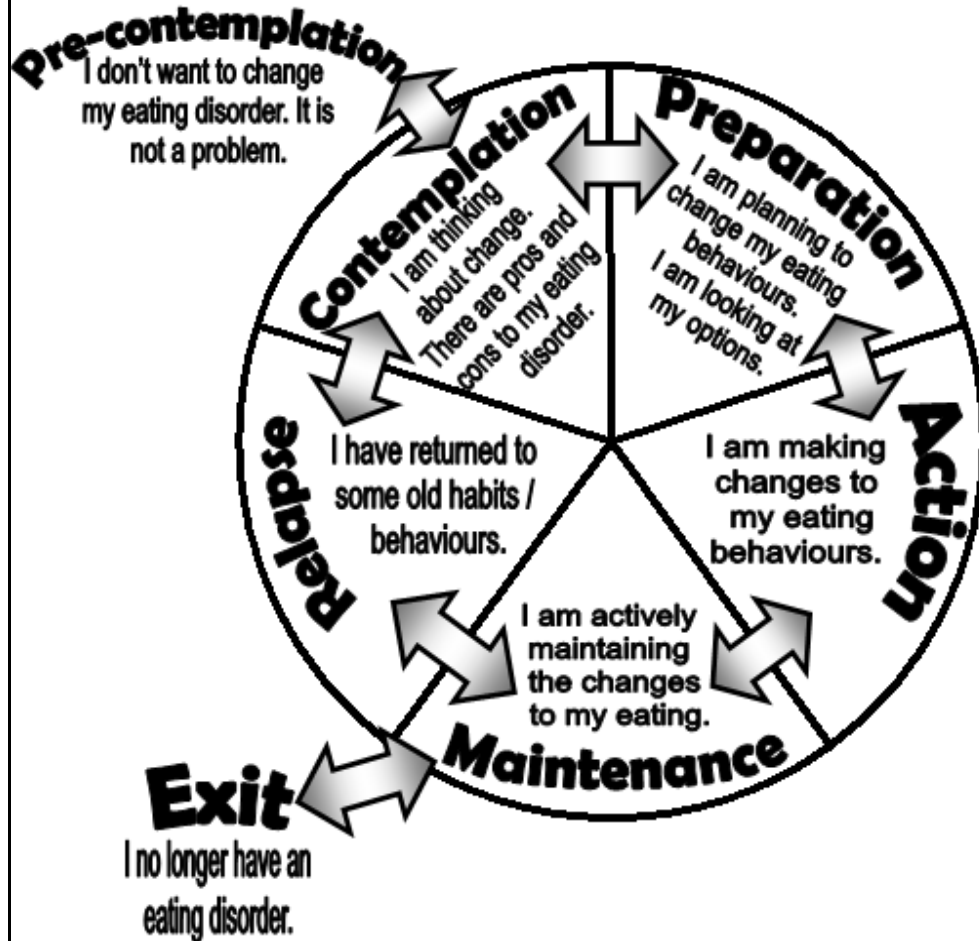 Pre-contemplation
I don't want to change
my eating disorder. It is
not a problem.
Contemplation
I am thinking
about change.
There are pros and
cons to my eating
disorder.
Preparation
I am planning to
change my eating
behaviours.
I am looking at
my options.
Action
I am making
changes to
my eating
behaviours.
Maintenance
I am actively
maintaining
the changes
to my eating.
Relapse
I have returned to
some old habits /
behaviours.
Exit
I no longer have an
eating disorder.